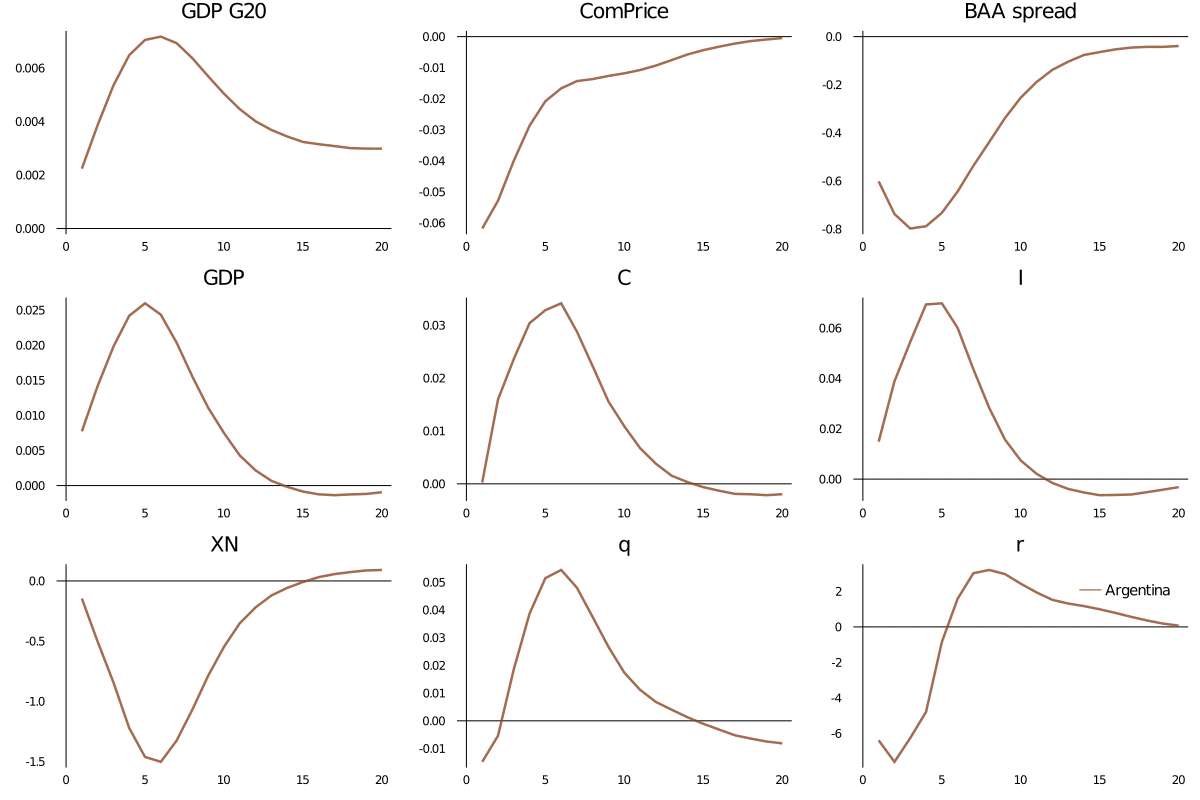 GDP G20
ComPrice
BAA spread
0.006
0.004
0.002
0.000
0 5 10 15 20
0.00
-0.01
-0.02
-0.03
-0.04
-0.05
-0.06
0 5 10 15 20
0.0
-0.2
-0.4
-0.6
-0.8
0 5 10 15 20
GDP
C
I
0.025
0.020
0.015
0.010
0.005
0.000
0 5 10 15 20
0.03
0.02
0.01
0.00
0 5 10 15 20
0.06
0.04
0.02
0.00
0 5 10 15 20
XN
q
r
0.0
-0.5
-1.0
-1.5
0 5 10 15 20
0.05
0.04
0.03
0.02
0.01
0.00
-0.01
0 5 10 15 20
Argentina
2
0
-2
-4
-6
0 5 10 15 20